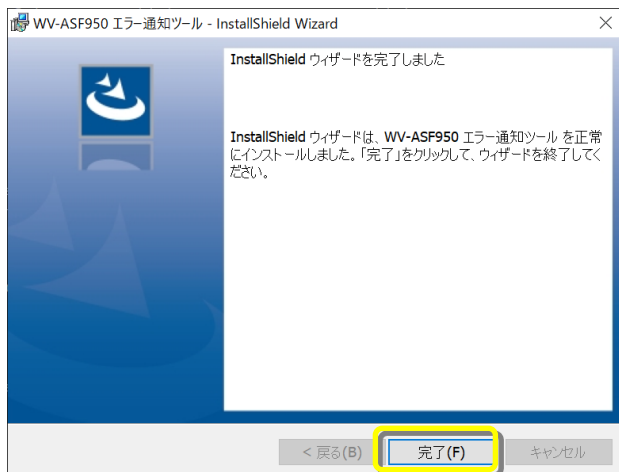 WV-ASF950 エラー通知ツール - InstallShield Wizard
InstallShield ウィザードを完了しました
InstallShield ウィザードは、WV-ASF950 エラー通知ツール を正常
にインストールしました。「完了」をクリックして、ウィザードを終了してく
ださい。
< 戻る(B)
完了(F)
キャンセル